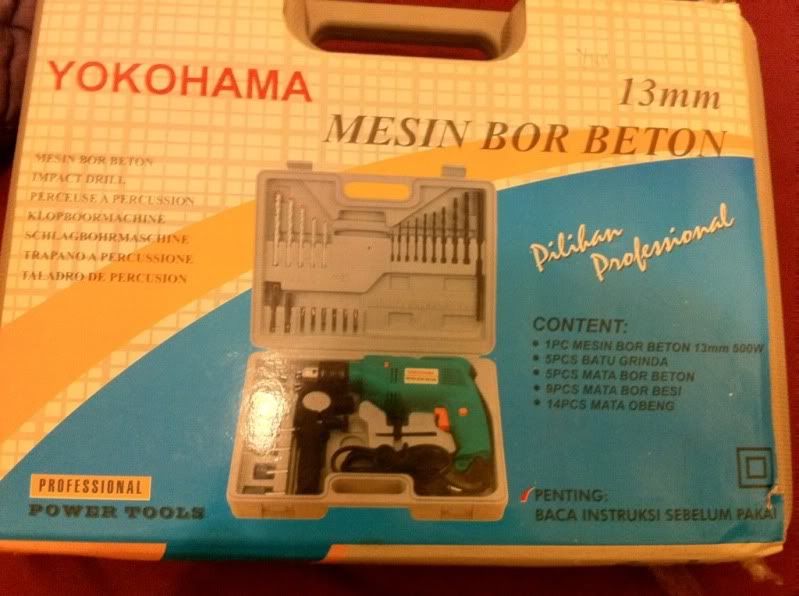 YOKOHAMA
13mm
MESIN BOR BETON
MESIN BOR BETON
IMPACT DRILL
PERCEUSE A PERCUSSION
KLOPBOORMACHINE
SCHLAGBOHRMASCHINE
TRAPANO A PERCUSSIONE
TALADRO DE PERCUSION
Pilihan
Professional
CONTENT:
• 1PC MESIN BOR BETON 13mm 500W
• 5PCS BATU GRINDA
• 5PCS MATA BOR BETON
• 9PCS MATA BOR BESI
• 14PCS MATA OBENG
YOKOHAMA
PROFESSIONAL
POWER TOOLS
PENTING:
BACA INSTRUKSI SEBELUM PAKAI